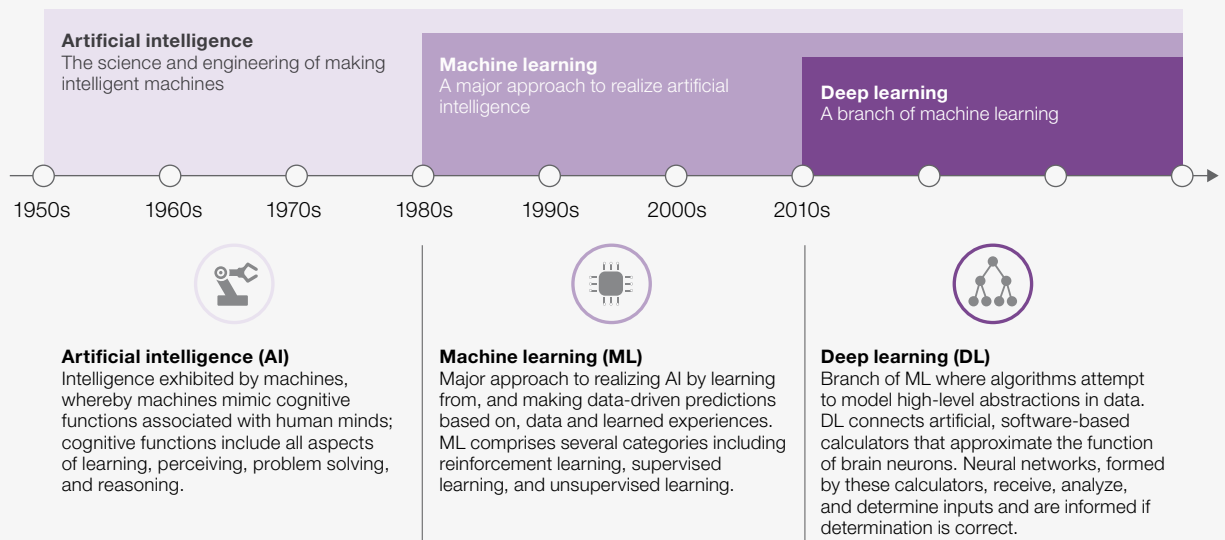 Artificial intelligence
The science and engineering of making
intelligent machines
Machine learning
A major approach to realize artificial
intelligence
Deep learning
A branch of machine learning
1950s
1960s
1970s
1980s
1990s
2000s
2010s
Artificial intelligence (AI)
Intelligence exhibited by machines,
whereby machines mimic cognitive
functions associated with human minds;
cognitive functions include all aspects
of learning, perceiving, problem solving,
and reasoning.
Machine learning (ML)
Major approach to realizing AI by learning
from, and making data-driven predictions
based on, data and learned experiences.
ML comprises several categories including
reinforcement learning, supervised
learning, and unsupervised learning.
Deep learning (DL)
Branch of ML where algorithms attempt
to model high-level abstractions in data.
DL connects artificial, software-based
calculators that approximate the function
of brain neurons. Neural networks, formed
by these calculators, receive, analyze,
and determine inputs and are informed if
determination is correct.